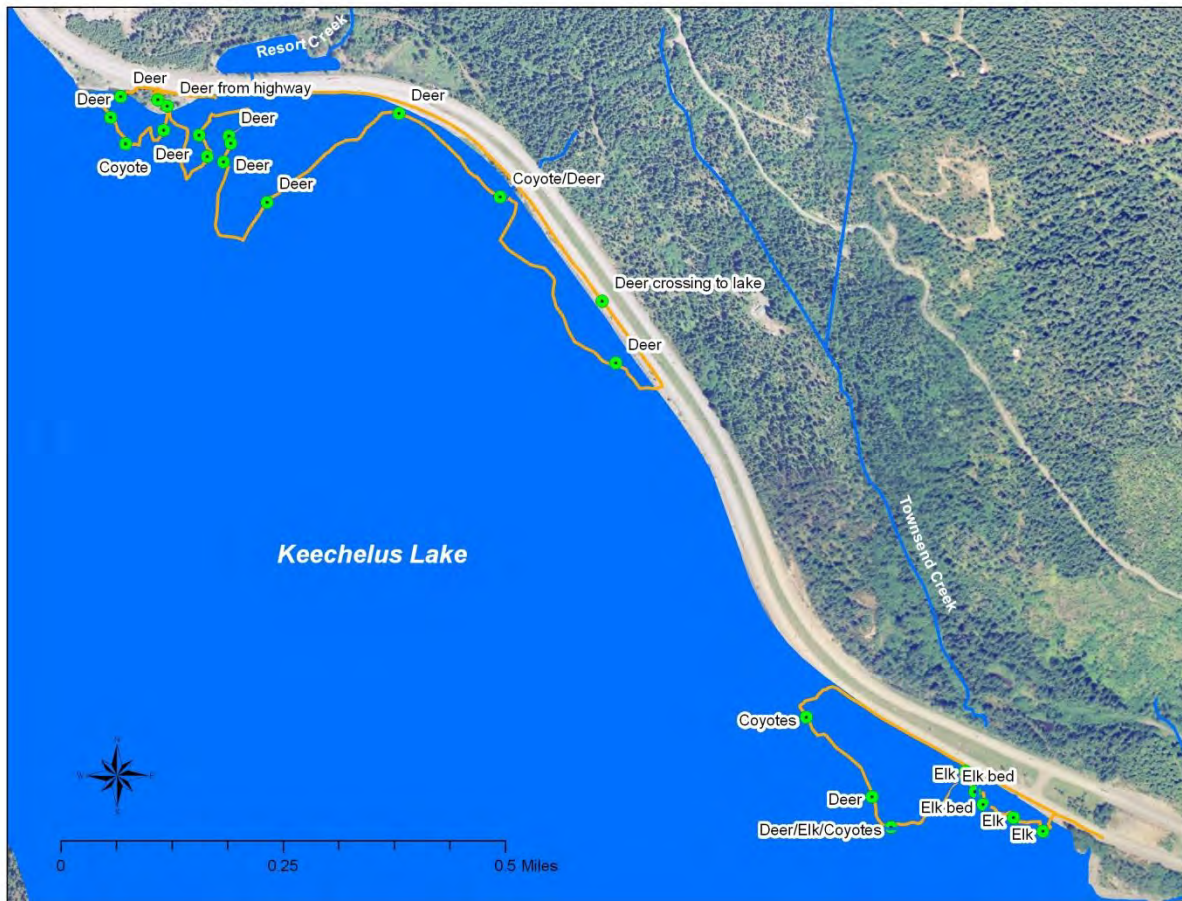 Resort Creek
Deer
Deer from highway
Deer
Deer
Deer
Coyote
Deer
Deer
Deer
Coyote/Deer
Deer crossing to lake
Deer
Townsend Creek
Keechelus Lake
Coyotes
Elk
Elk bed
Deer
Elk bed
Elk
Deer/Elk/Coyotes
Elk
N
W
E
S
0
0.25
0.5 Miles